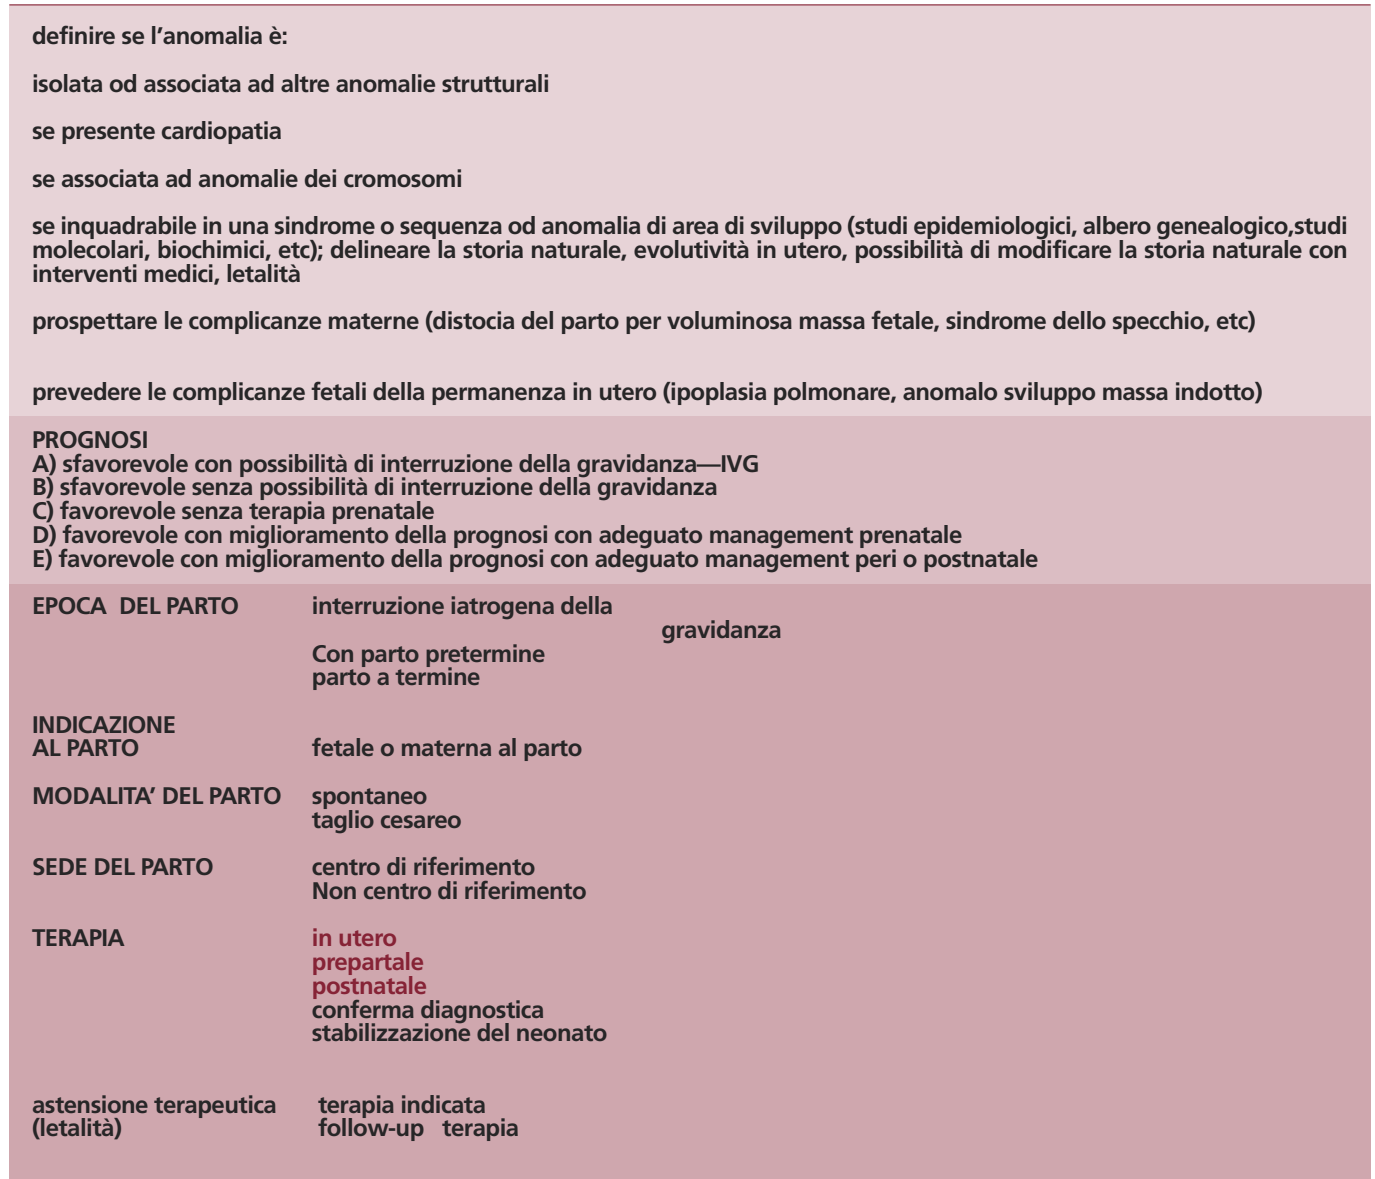 definire se l'anomalia è:
isolata od associata ad altre anomalie strutturali
se presente cardiopatia
se associata ad anomalie dei cromosomi
se inquadrabile in una sindrome o sequenza od anomalia di area di sviluppo (studi epidemiologici, albero genealogico,studi
molecolari, biochimici, etc); delineare la storia naturale, evolutività in utero, possibilità di modificare la storia naturale con
interventi medici, letalità
prospettare le complicanze materne (distocia del parto per voluminosa massa fetale, sindrome dello specchio, etc)
prevedere le complicanze fetali della permanenza in utero (ipoplasia polmonare, anomalo sviluppo massa indotto)
PROGNOSI
A) sfavorevole con possibilità di interruzione della gravidanza—IVG
B) sfavorevole senza possibilità di interruzione della gravidanza
C) favorevole senza terapia prenatale
D) favorevole con miglioramento della prognosi con adeguato management prenatale
E) favorevole con miglioramento della prognosi con adeguato management peri o postnatale
EPOCA DEL PARTO interruzione iatrogena della
gravidanza
Con parto pretermine
parto a termine
INDICAZIONE
AL PARTO fetale o materna al parto
MODALITA' DEL PARTO spontaneo
taglio cesareo
SEDE DEL PARTO centro di riferimento
Non centro di riferimento
TERAPIA in utero
prepartale
postnatale
conferma diagnostica
stabilizzazione del neonato
astensione terapeutica terapia indicata
(letalità) follow-up terapia